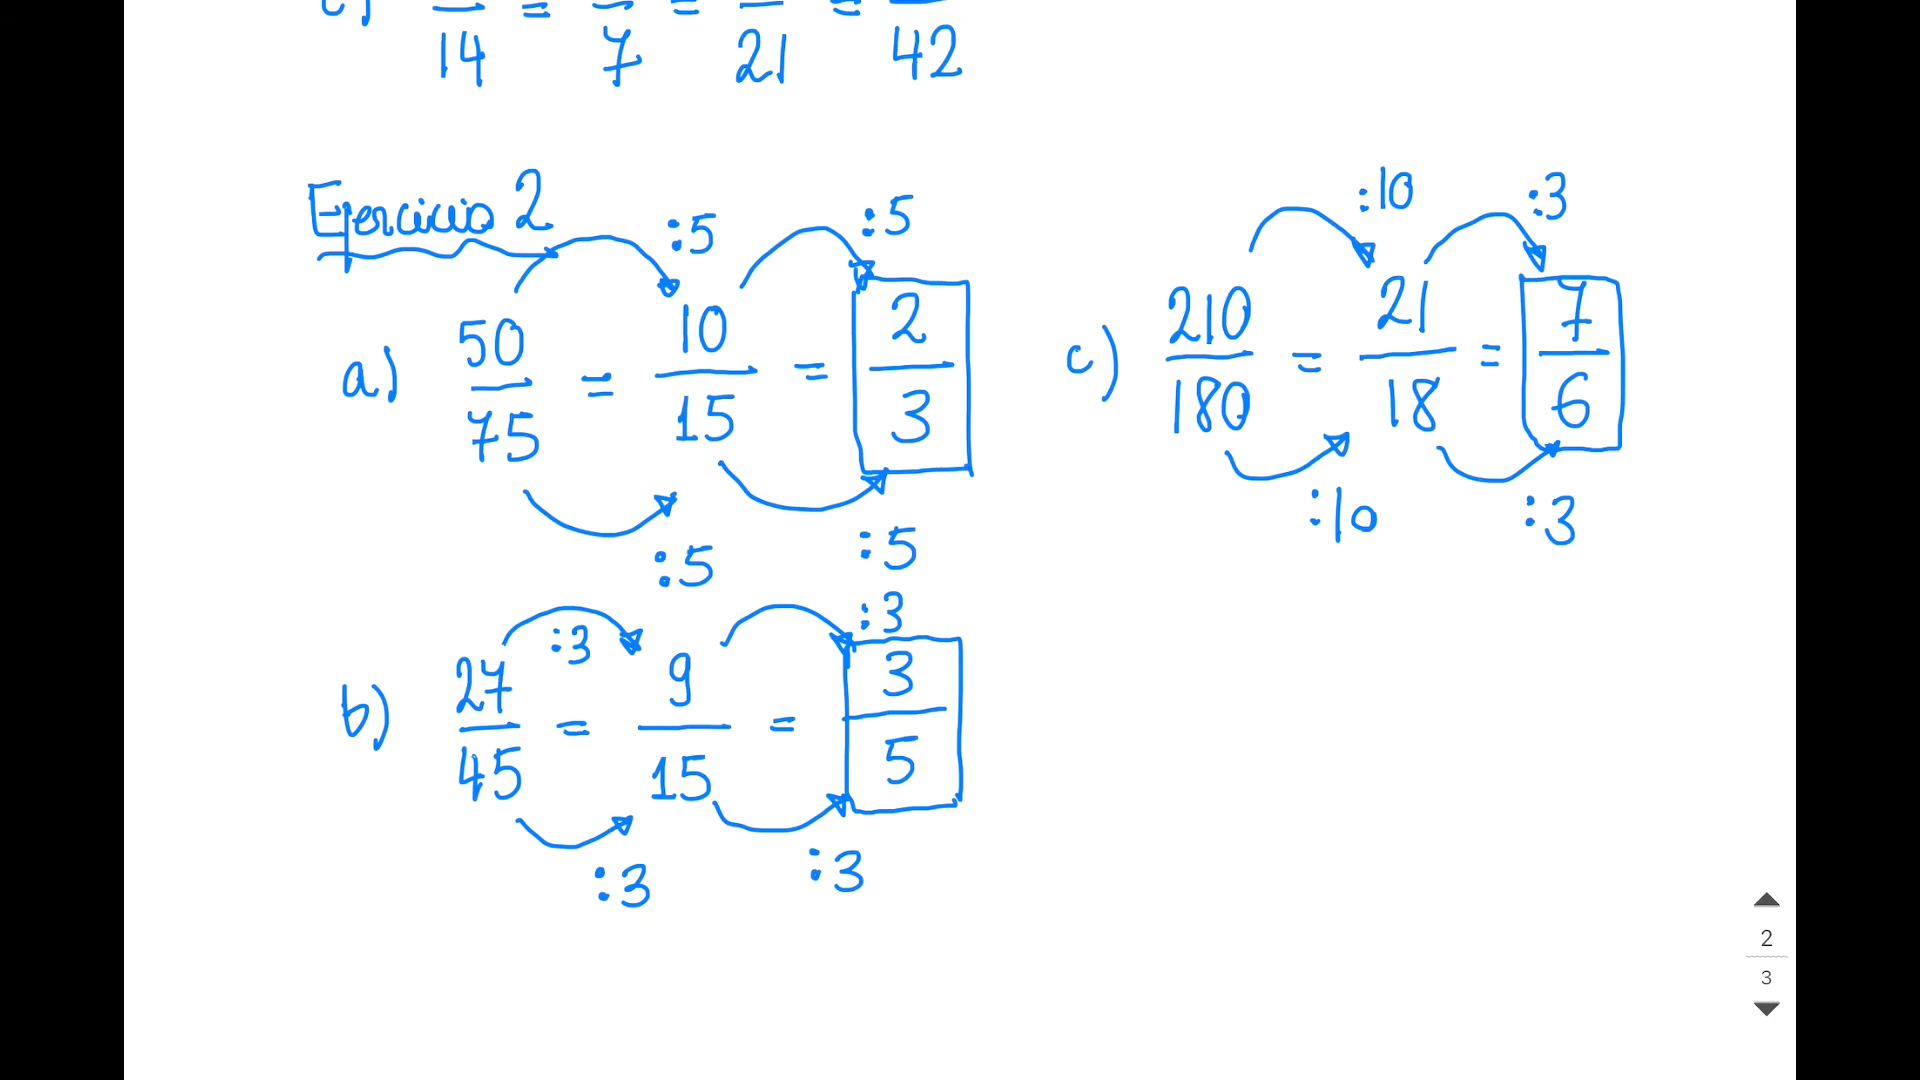 14 7 21 42
Ejercicio 2
:5 :5
a) 50/75 = 10/15 = 2/3
:5 :5
:3 :3
b) 27/45 = 9/15 = 3/5
:3 :3
:10 :3
c) 210/180 = 21/18 = 7/6
:10 :3
2
3